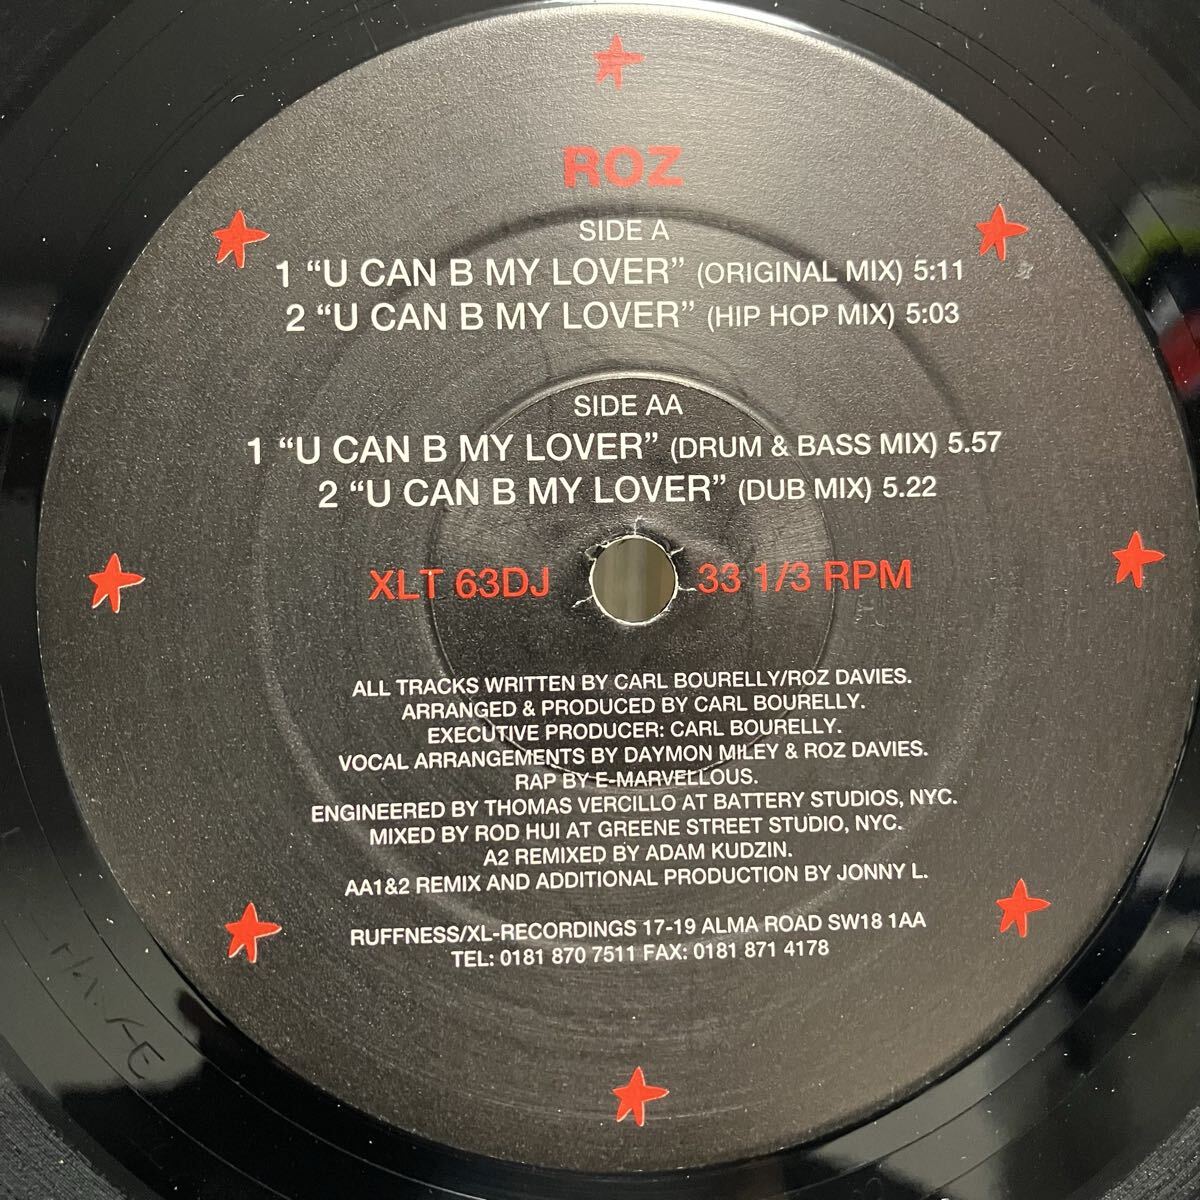 ROZ
SIDE A
1 “U CAN B MY LOVER” (ORIGINAL MIX) 5:11
2 “U CAN B MY LOVER” (HIP HOP MIX) 5:03
SIDE AA
1 “U CAN B MY LOVER” (DRUM & BASS MIX) 5.57
2 “U CAN B MY LOVER” (DUB MIX) 5.22
XLT 63DJ 33 1/3 RPM
ALL TRACKS WRITTEN BY CARL BOURELLY/ROZ DAVIES.
ARRANGED & PRODUCED BY CARL BOURELLY.
EXECUTIVE PRODUCER: CARL BOURELLY.
VOCAL ARRANGEMENTS BY DAYMON MILEY & ROZ DAVIES.
RAP BY E-MARVELLOUS.
ENGINEERED BY THOMAS VERCILLO AT BATTERY STUDIOS, NYC.
MIXED BY ROD HUI AT GREENE STREET STUDIO, NYC.
A2 REMIXED BY ADAM KUDZIN.
AA1&2 REMIX AND ADDITIONAL PRODUCTION BY JONNY L.
RUFFNESS/XL-RECORDINGS 17-19 ALMA ROAD SW18 1AA
TEL: 0181 870 7511 FAX: 0181 871 4178